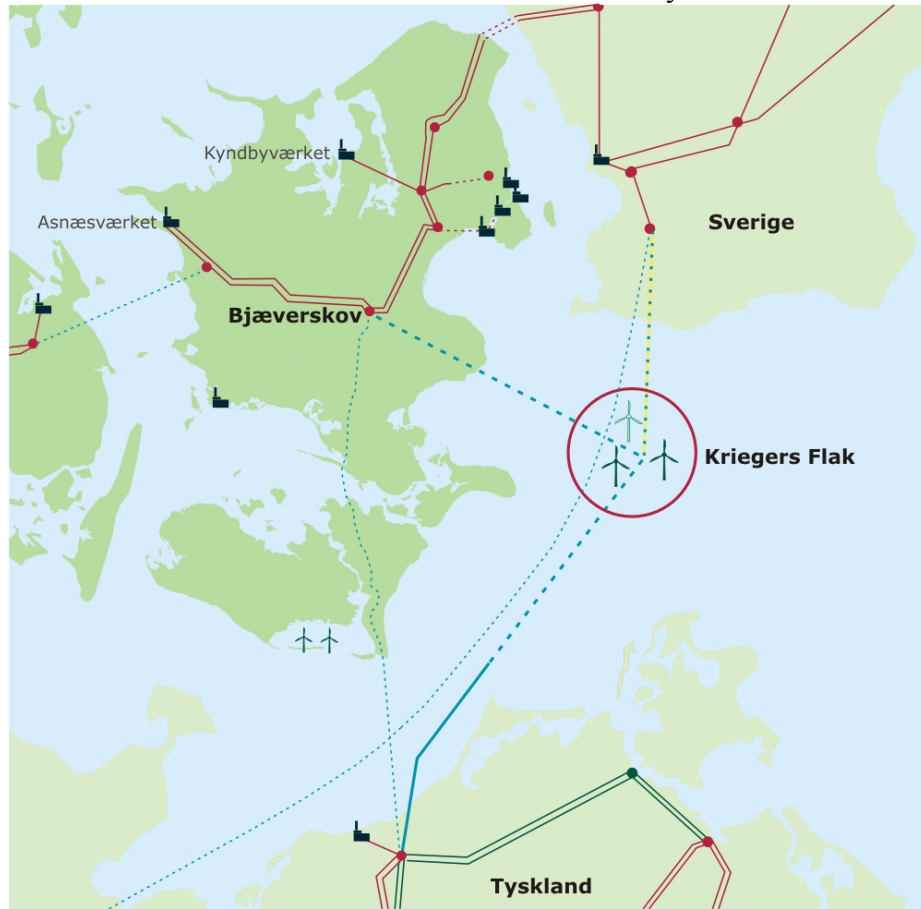 Kyndbyværket
Asnæsværket
Sverige
Bjæverskov
Kriegers Flak
Tyskland